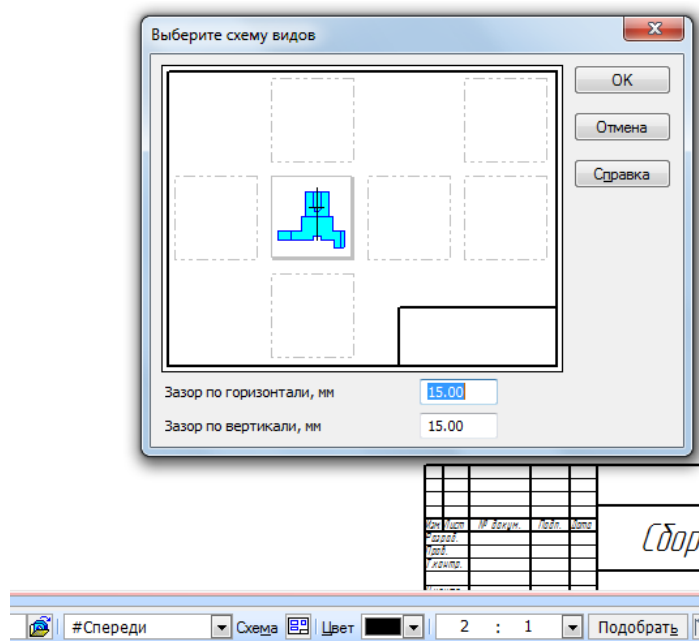 Выберите схему видов
ОК
Отмена
Справка
Зазор по горизонтали, мм 15.00
Зазор по вертикали, мм 15.00
Изм Лист № докум. Подп. Дата
Разраб.
Пров.
Т.контр.
Сбор
#Спереди Схема Цвет 2 : 1 Подобрать